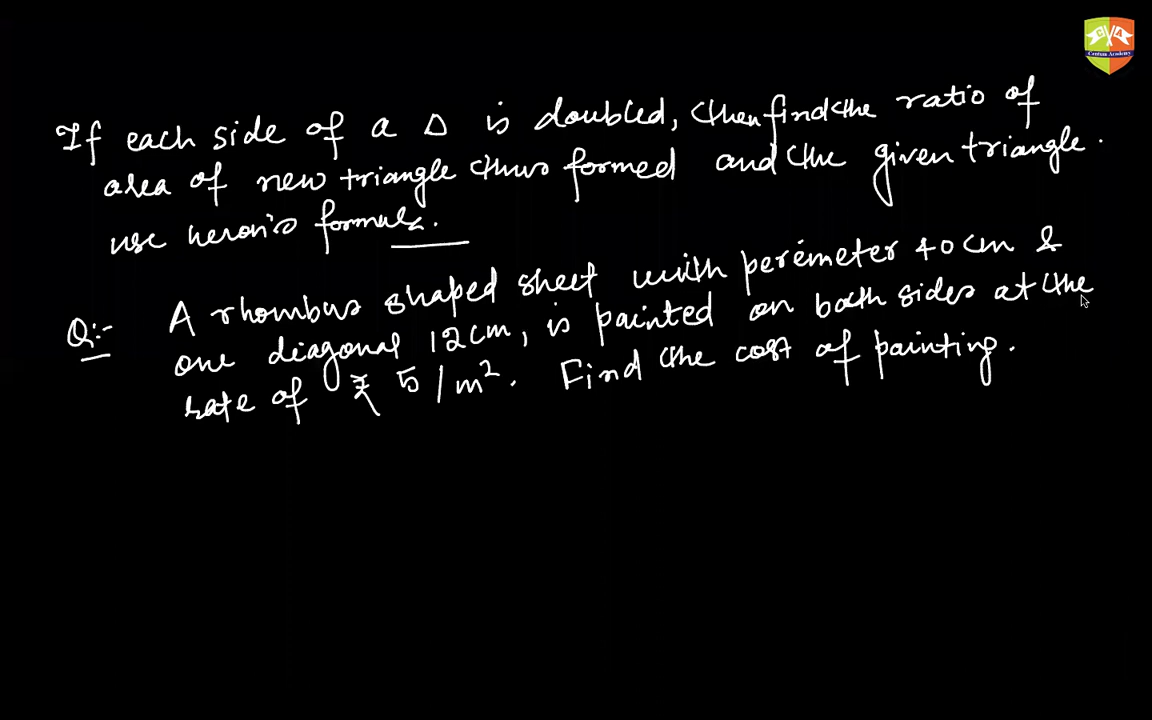 If each side of a Δ is doubled, then find the ratio of
area of new triangle thus formed and the given triangle.
use heron's formula.
Q:- A rhombus shaped sheet with perimeter 40cm &
one diagonal 12cm, is painted on both sides at the
rate of ₹ 5/m². Find the cost of painting.
Centum Academy